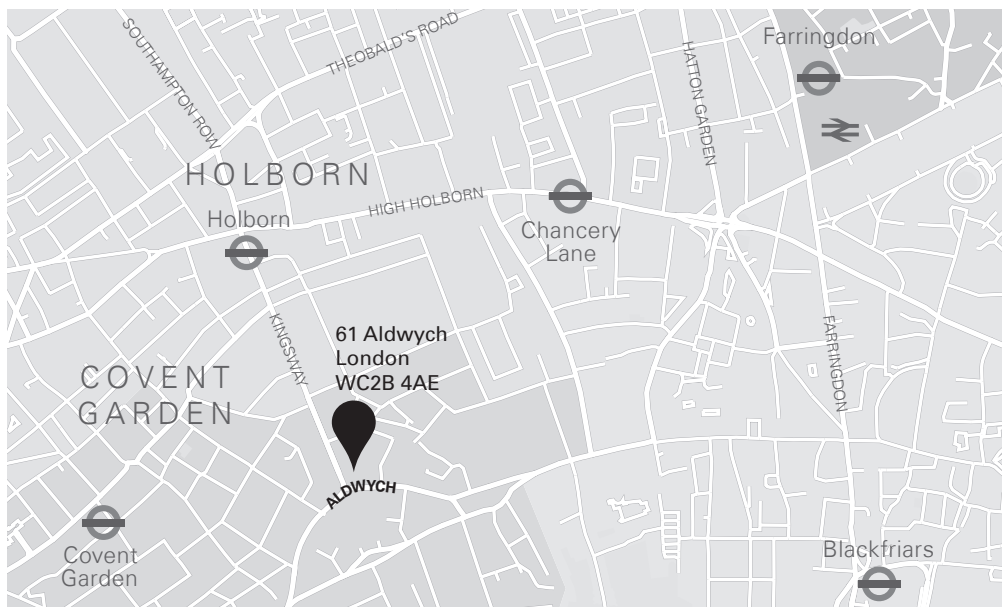 SOUTHAMPTON ROW
THEOBALD'S ROAD
HATTON GARDEN
Farringdon
HOLBORN
Holborn
HIGH HOLBORN
Chancery
Lane
KINGSWAY
61 Aldwych
London
WC2B 4AE
FARRINGDON
COVENT
GARDEN
ALDWYCH
Covent
Garden
Blackfriars